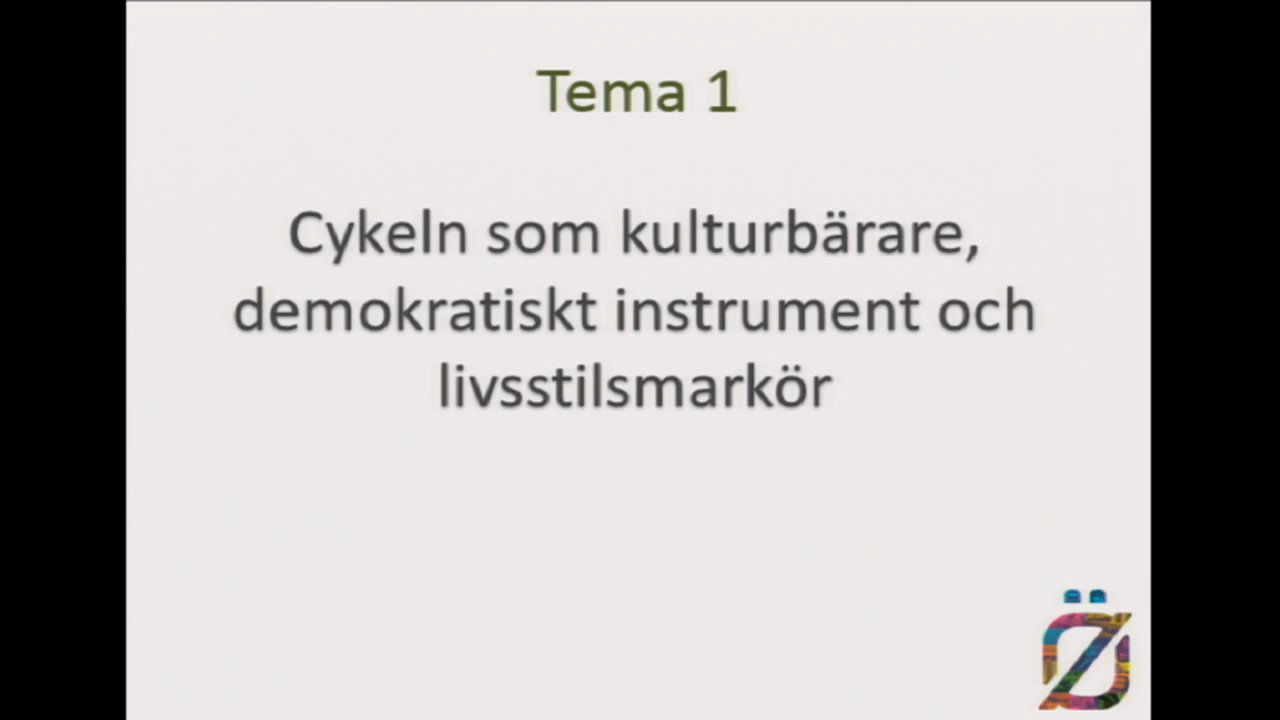 Tema 1
Cykeln som kulturbärare,
demokratiskt instrument och
livsstilsmarkör